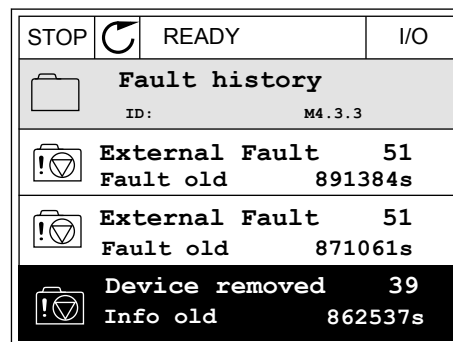 STOP READY I/O
Fault history
ID: M4.3.3
External Fault 51
Fault old 891384s
External Fault 51
Fault old 871061s
Device removed 39
Info old 862537s